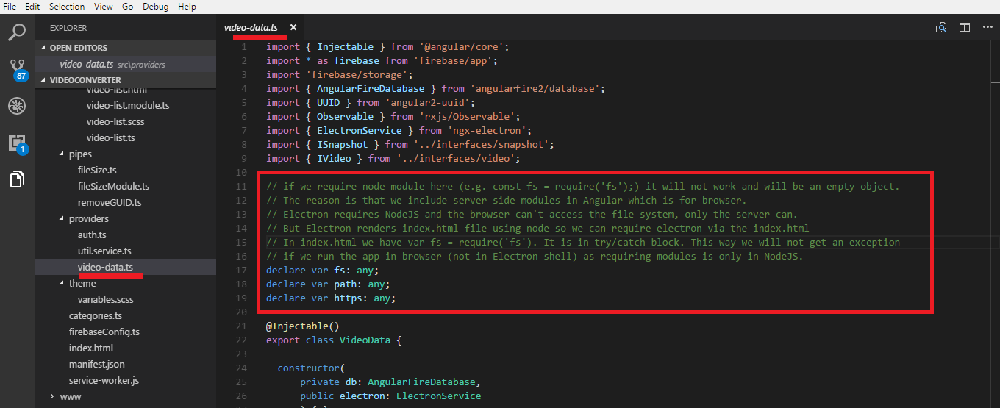 File Edit Selection View Go Debug Help
EXPLORER
OPEN EDITORS
video-data.ts src\providers
VIDEOCONVERTER
video-list.html
video-list.module.ts
video-list.scss
video-list.ts
pipes
fileSize.ts
fileSizeModule.ts
removeGUID.ts
providers
auth.ts
util.service.ts
video-data.ts
theme
variables.scss
categories.ts
firebaseConfig.ts
index.html
manifest.json
service-worker.js
www
87
1
video-data.ts ×
1 import { Injectable } from '@angular/core';
2 import * as firebase from 'firebase/app';
3 import 'firebase/storage';
4 import { AngularFireDatabase } from 'angularfire2/database';
5 import { UUID } from 'angular2-uuid';
6 import { Observable } from 'rxjs/Observable';
7 import { ElectronService } from 'ngx-electron';
8 import { ISnapshot } from '../interfaces/snapshot';
9 import { IVideo } from '../interfaces/video';
10
11 // if we require node module here (e.g. const fs = require('fs');) it will not work and will be an empty object.
12 // The reason is that we include server side modules in Angular which is for browser.
13 // Electron requires NodeJS and the browser can't access the file system, only the server can.
14 // But Electron renders index.html file using node so we can require electron via the index.html
15 // In index.html we have var fs = require('fs'). It is in try/catch block. This way we will not get an exception
16 // if we run the app in browser (not in Electron shell) as requiring modules is only in NodeJS.
17 declare var fs: any;
18 declare var path: any;
19 declare var https: any;
20
21 @Injectable()
22 export class VideoData {
23
24 constructor(
25 private db: AngularFireDatabase,
26 public electron: ElectronService
27 ) { }